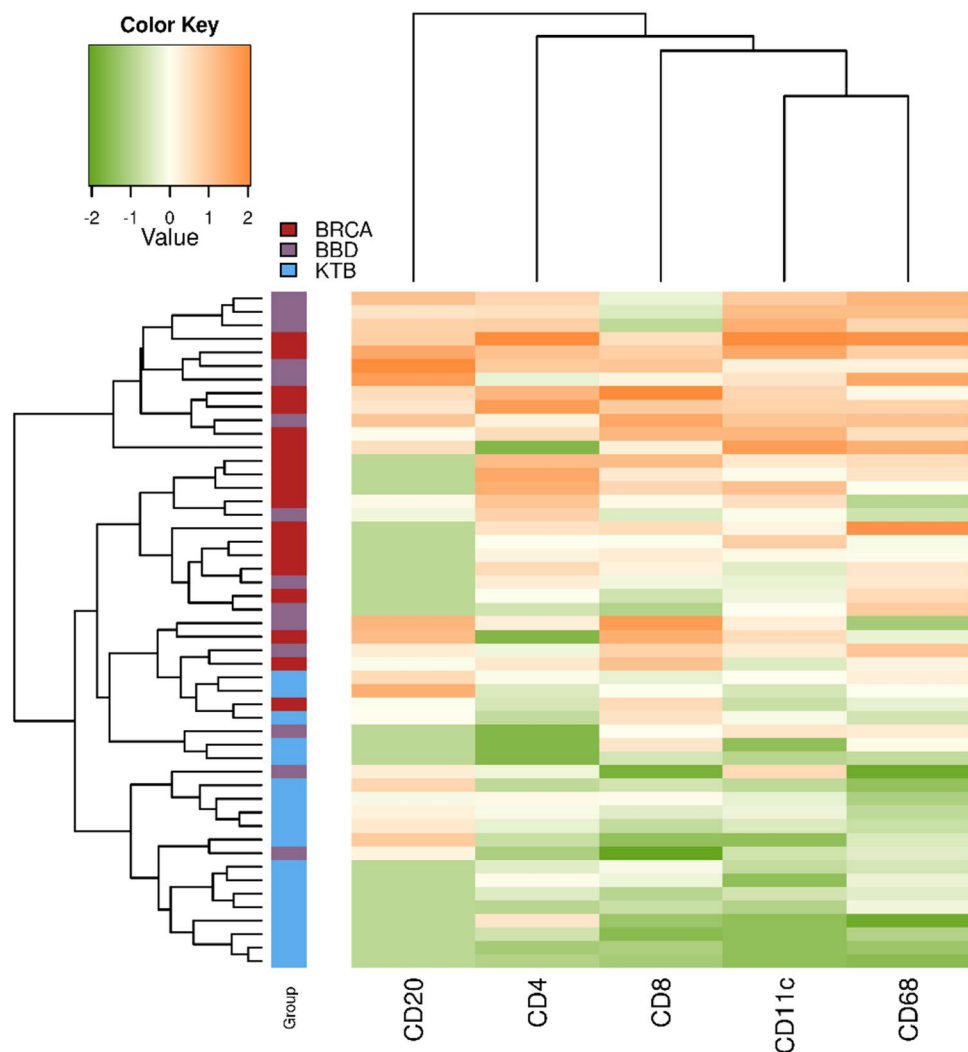 Color Key
-2 -1 0 1 2
Value
BRCA
BBD
KTB
Group
CD20
CD4
CD8
CD11c
CD68